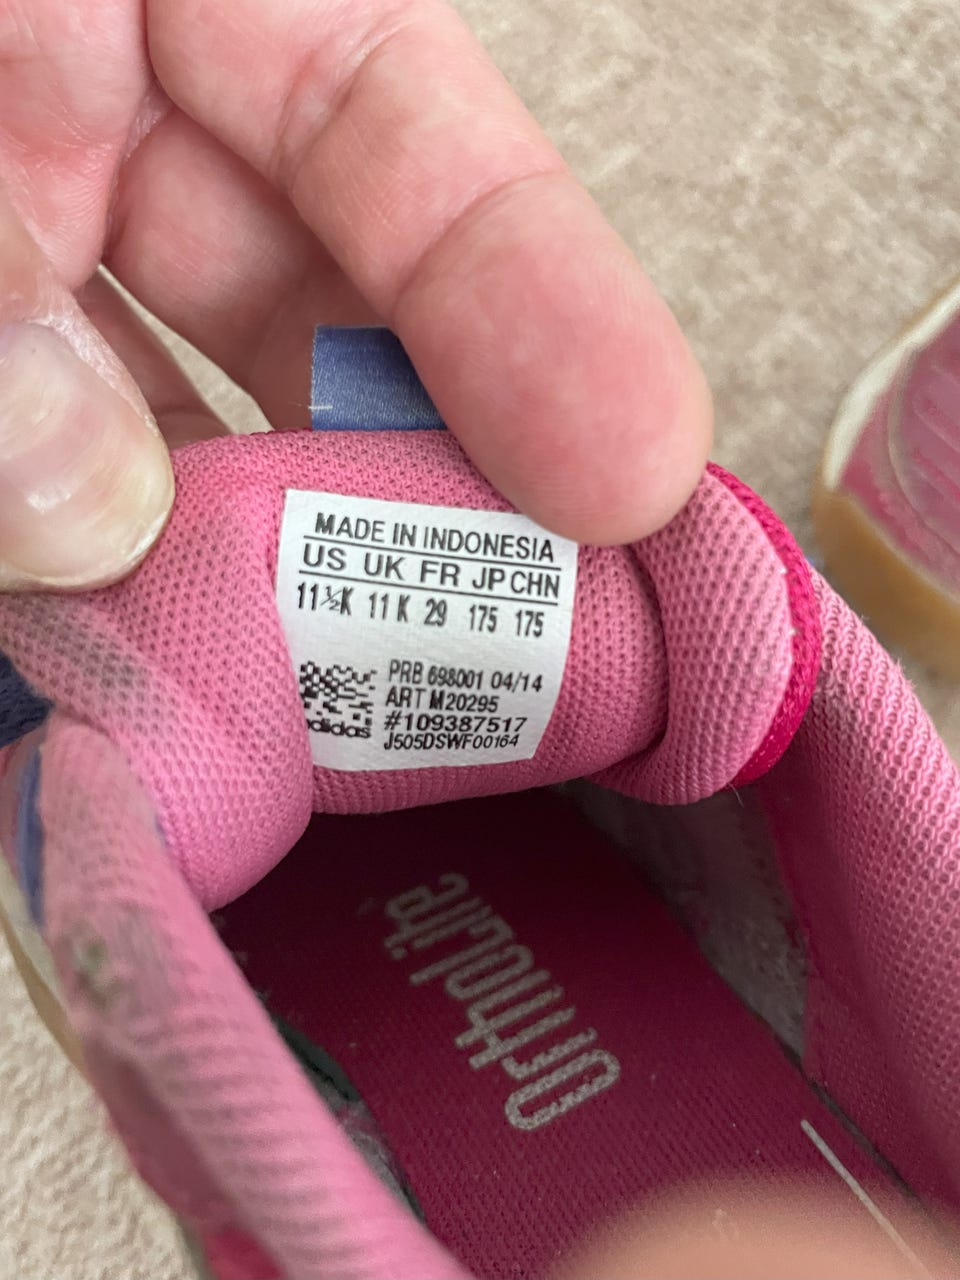 MADE IN INDONESIA
US UK FR JP CHN
11½K 11 K 29 175 175
PRB 698001 04/14
ART M20295
adidas #109387517
J505DSWF00164
OrthoLite